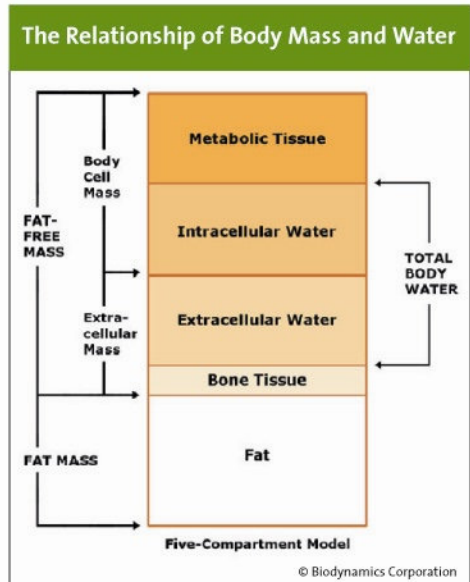 The Relationship of Body Mass and Water
Metabolic Tissue
Body
Cell
Mass
Intracellular Water
FAT-
FREE
MASS
TOTAL
BODY
WATER
Extracellular Water
Extra-
cellular
Mass
Bone Tissue
Fat
FAT MASS
Five-Compartment Model
© Biodynamics Corporation